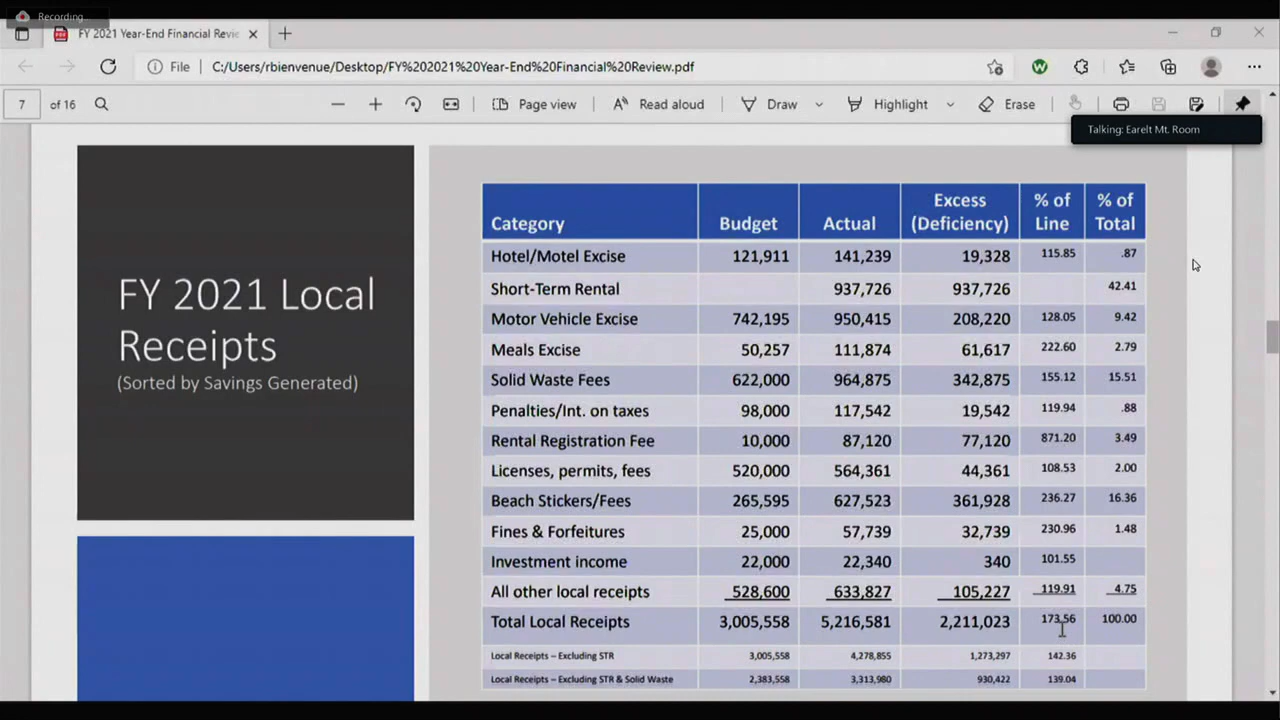 Recording...
FY 2021 Year-End Financial Revie
File C:/Users/rbienvenue/Desktop/FY%202021%20Year-End%20Financial%20Review.pdf
7 of 16 Page view Read aloud Draw Highlight Erase
Talking: Earelt Mt. Room
FY 2021 Local
Receipts
(Sorted by Savings Generated)
Category Budget Actual Excess (Deficiency) % of Line % of Total
Hotel/Motel Excise 121,911 141,239 19,328 115.85 .87
Short-Term Rental 937,726 937,726 42.41
Motor Vehicle Excise 742,195 950,415 208,220 128.05 9.42
Meals Excise 50,257 111,874 61,617 222.60 2.79
Solid Waste Fees 622,000 964,875 342,875 155.12 15.51
Penalties/Int. on taxes 98,000 117,542 19,542 119.94 .88
Rental Registration Fee 10,000 87,120 77,120 871.20 3.49
Licenses, permits, fees 520,000 564,361 44,361 108.53 2.00
Beach Stickers/Fees 265,595 627,523 361,928 236.27 16.36
Fines & Forfeitures 25,000 57,739 32,739 230.96 1.48
Investment income 22,000 22,340 340 101.55
All other local receipts 528,600 633,827 105,227 119.91 4.75
Total Local Receipts 3,005,558 5,216,581 2,211,023 173.56 100.00
Local Receipts – Excluding STR 3,005,558 4,278,855 1,273,297 142.36
Local Receipts – Excluding STR & Solid Waste 2,383,558 3,313,980 930,422 139.04